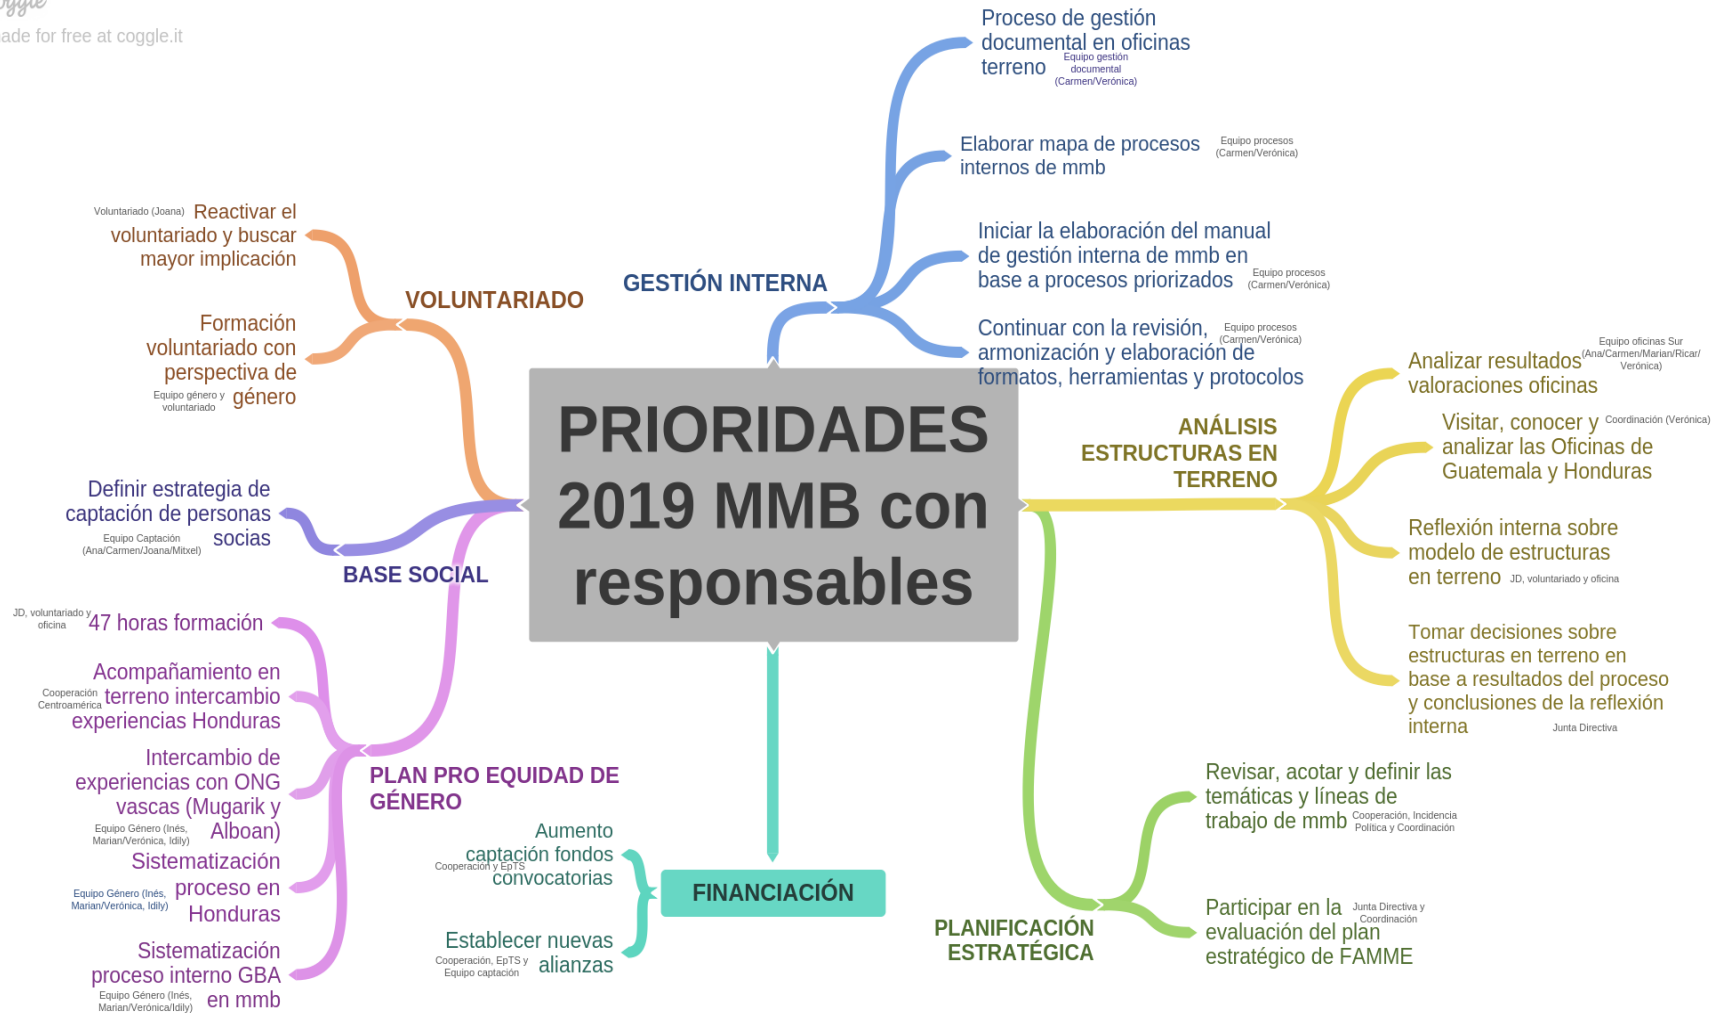 Coggle
made for free at coggle.it
PRIORIDADES
2019 MMB con
responsables
GESTIÓN INTERNA
Proceso de gestión
documental en oficinas
terreno
Equipo gestión
documental
(Carmen/Verónica)
Elaborar mapa de procesos
internos de mmb
Equipo procesos
(Carmen/Verónica)
Iniciar la elaboración del manual
de gestión interna de mmb en
base a procesos priorizados
Equipo procesos
(Carmen/Verónica)
Continuar con la revisión,
armonización y elaboración de
formatos, herramientas y protocolos
Equipo procesos
(Carmen/Verónica)
ANÁLISIS
ESTRUCTURAS EN
TERRENO
Analizar resultados
valoraciones oficinas
Equipo oficinas Sur
(Ana/Carmen/Marian/Ricar/
Verónica)
Visitar, conocer y
analizar las Oficinas de
Guatemala y Honduras
Coordinación (Verónica)
Reflexión interna sobre
modelo de estructuras
en terreno
JD, voluntariado y oficina
Tomar decisiones sobre
estructuras en terreno en
base a resultados del proceso
y conclusiones de la reflexión
interna
Junta Directiva
PLANIFICACIÓN
ESTRATÉGICA
Revisar, acotar y definir las
temáticas y líneas de
trabajo de mmb
Cooperación, Incidencia
Política y Coordinación
Participar en la
evaluación del plan
estratégico de FAMME
Junta Directiva y
Coordinación
FINANCIACIÓN
Aumento
captación fondos
convocatorias
Cooperación y EpTS
Establecer nuevas
alianzas
Cooperación, EpTS y
Equipo captación
VOLUNTARIADO
Voluntariado (Joana)
Reactivar el
voluntariado y buscar
mayor implicación
Formación
voluntariado con
perspectiva de
género
Equipo género y
voluntariado
BASE SOCIAL
Definir estrategia de
captación de personas
socias
Equipo Captación
(Ana/Carmen/Joana/Mitxel)
PLAN PRO EQUIDAD DE
GÉNERO
JD, voluntariado y
oficina
47 horas formación
Acompañamiento en
terreno intercambio
experiencias Honduras
Cooperación
Centroamérica
Intercambio de
experiencias con ONG
vascas (Mugarik y
Alboan)
Equipo Género (Inés,
Marian/Verónica, Idily)
Sistematización
proceso en
Honduras
Equipo Género (Inés,
Marian/Verónica, Idily)
Sistematización
proceso interno GBA
en mmb
Equipo Género (Inés,
Marian/Verónica/Idily)